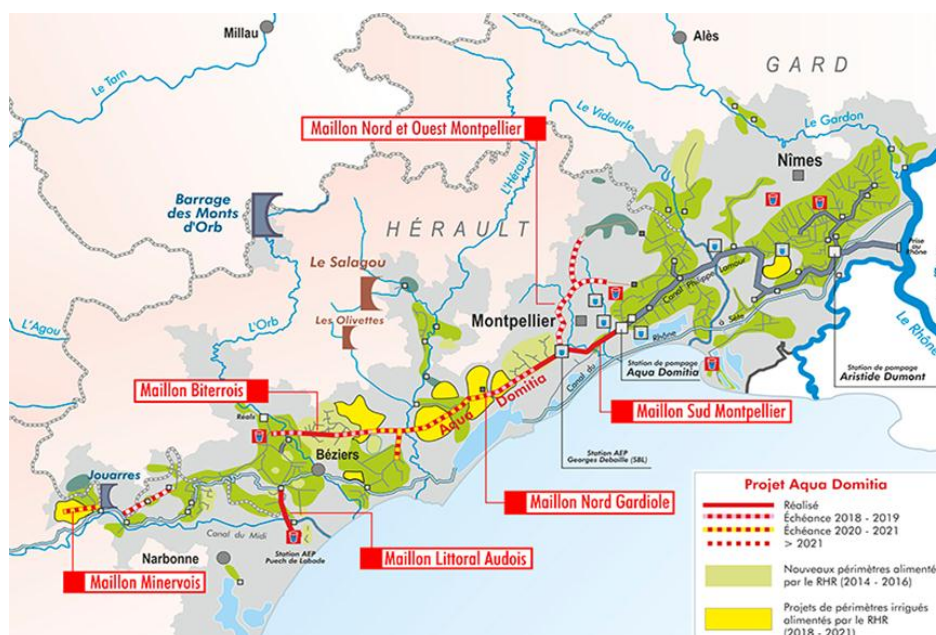 Millau
Alès
GARD
Le Tarn
Le Vidourle
Le Gardon
Maillon Nord et Ouest Montpellier
Nîmes
L'Hérault
Barrage des Monts
d'Orb
HÉRAULT
Prise
au
Rhône
Le Salagou
Canal Philippe Lamour
L'Agou
L'Orb
Les Olivettes
Montpellier
à Sète
Rhône
Le Rhône
Canal du
Station de pompage
Aqua Domitia
Station de pompage
Aristide Dumont
Maillon Biterrois
Aqua Domitia
Maillon Sud Montpellier
Réals
Béziers
Station AEP
Georges Debaille (SBL)
Jouarres
Projet Aqua Domitia
Réalisé
Échéance 2018 - 2019
Échéance 2020 - 2021
> 2021
Maillon Nord Gardiole
Canal du Midi
Station AEP
Puech de Labade
Maillon Littoral Audois
Narbonne
Maillon Minervois
Nouveaux périmètres alimenté
par le RHR (2014 - 2016)
Projets de périmètres irrigués
alimentés par le RHR
(2018 - 2021)